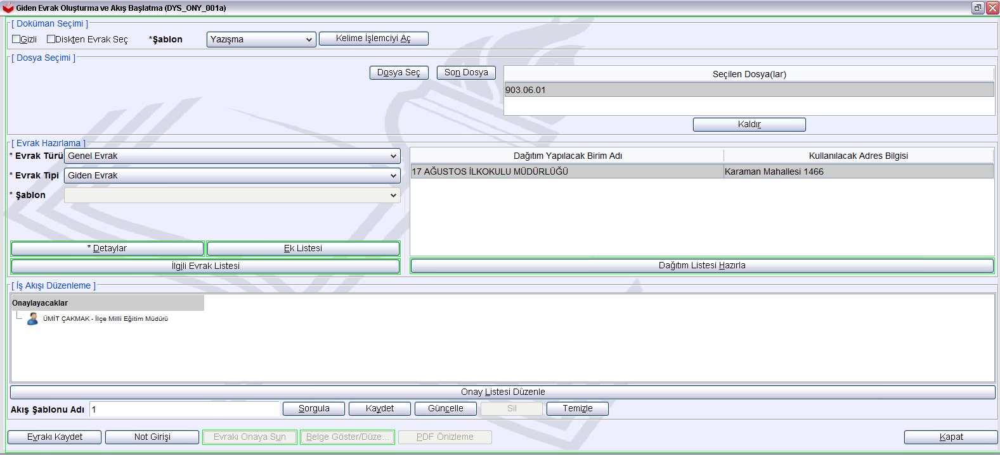 Giden Evrak Oluşturma ve Akış Başlatma (DYS_ONY_001a)
[ Doküman Seçimi ]
Gizli Diskten Evrak Seç *Şablon Yazışma Kelime İşlemciyi Aç
[ Dosya Seçimi ]
Dosya Seç Son Dosya Seçilen Dosya(lar)
903.06.01
Kaldır
[ Evrak Hazırlama ]
* Evrak Türü Genel Evrak Dağıtım Yapılacak Birim Adı Kullanılacak Adres Bilgisi
* Evrak Tipi Giden Evrak 17 AĞUSTOS İLKOKULU MÜDÜRLÜĞÜ Karaman Mahallesi 1466
* Şablon
* Detaylar Ek Listesi
İlgili Evrak Listesi Dağıtım Listesi Hazırla
[ İş Akışı Düzenleme ]
Onaylayacaklar
ÜMİT ÇAKMAK - İlçe Milli Eğitim Müdürü
Onay Listesi Düzenle
Akış Şablonu Adı 1 Sorgula Kaydet Güncelle Sil Temizle
Evrakı Kaydet Not Girişi Evrakı Onaya Sun Belge Göster/Düze... PDF Önizleme Kapat